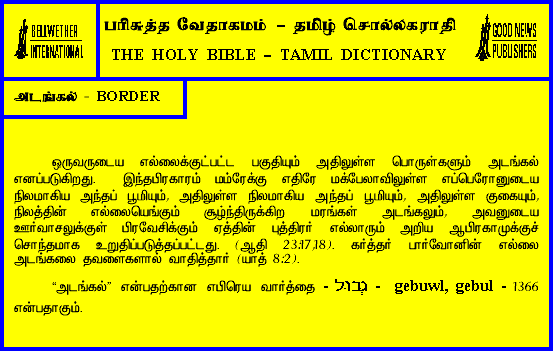 BELLWETHER
INTERNATIONAL
பரிசுத்த வேதாகமம் – தமிழ் சொல்லகராதி
THE HOLY BIBLE – TAMIL DICTIONARY
GOOD NEWS
PUBLISHERS
அடங்கல் - BORDER
ஒருவருடைய எல்லைக்குட்பட்ட பகுதியும் அதிலுள்ள பொருள்களும் அடங்கல்
எனப்படுகிறது. இந்தபிரகாரம் மம்ரேக்கு எதிரே மக்பேலாவிலுள்ள எப்பெரோனுடைய
நிலமாகிய அந்தப் பூமியும், அதிலுள்ள நிலமாகிய அந்தப் பூமியும், அதிலுள்ள குகையும்,
நிலத்தின் எல்லையெங்கும் சூழ்ந்திருக்கிற மரங்கள் அடங்கலும், அவனுடைய
ஊர்வாசலுக்குள் பிரவேசிக்கும் ஏத்தின் புத்திரர் எல்லாரும் அறிய ஆபிரகாமுக்குச்
சொந்தமாக உறுதிப்படுத்தப்பட்டது. (ஆதி 23:17,18). கர்த்தர் பார்வோனின் எல்லை
அடங்கலை தவளைகளால் வாதித்தார் (யாத் 8:2).
“அடங்கல்” என்பதற்கான எபிரெய வார்த்தை - גְּבוּל - gebuwl, gebul - 1366
என்பதாகும்.